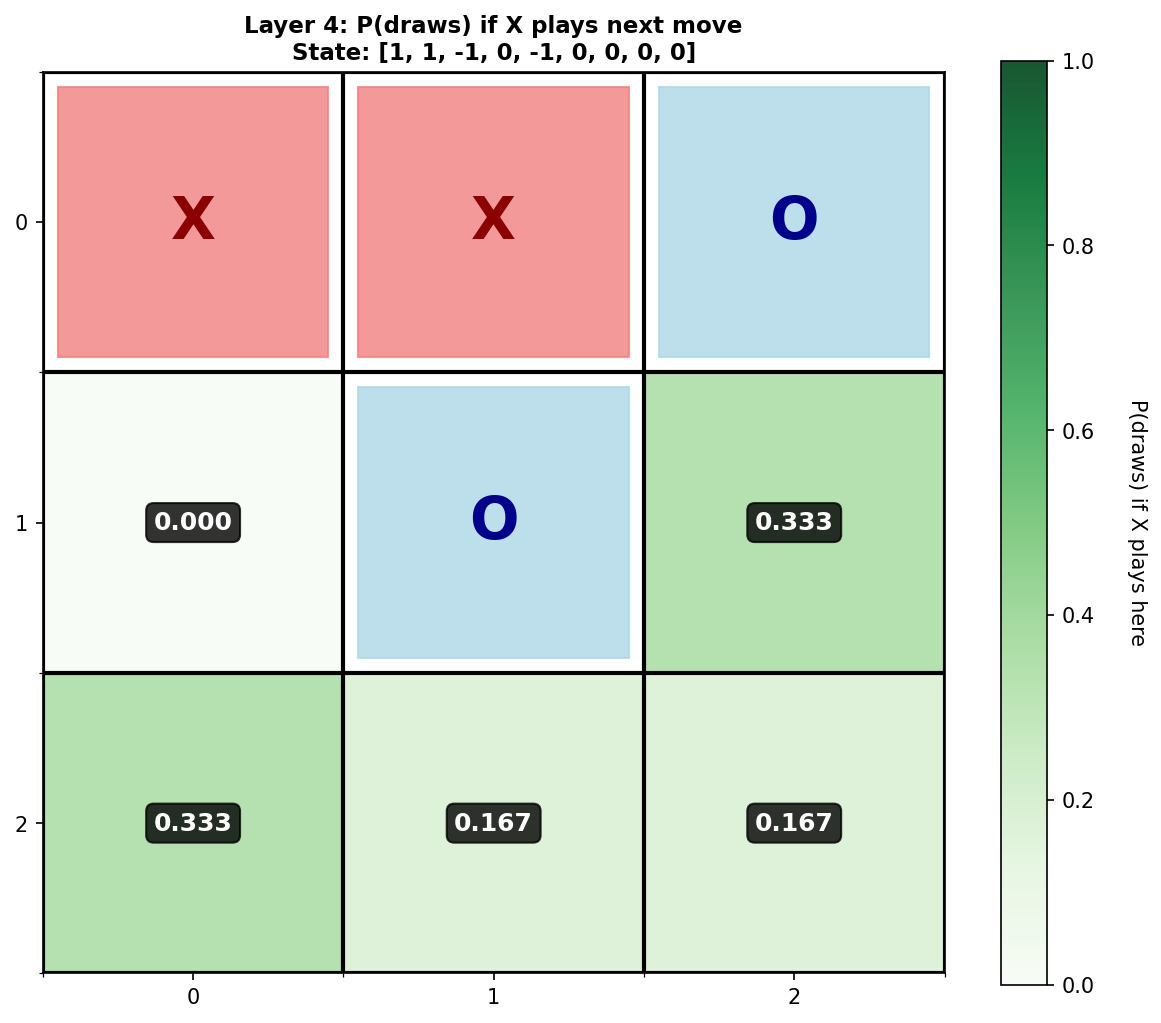 Layer 4: P(draws) if X plays next move
State: [1, 1, -1, 0, -1, 0, 0, 0, 0]
X X O
0
0.000 O 0.333
1
0.333 0.167 0.167
2
0 1 2
1.0
0.8
0.6
0.4
0.2
0.0
P(draws) if X plays here